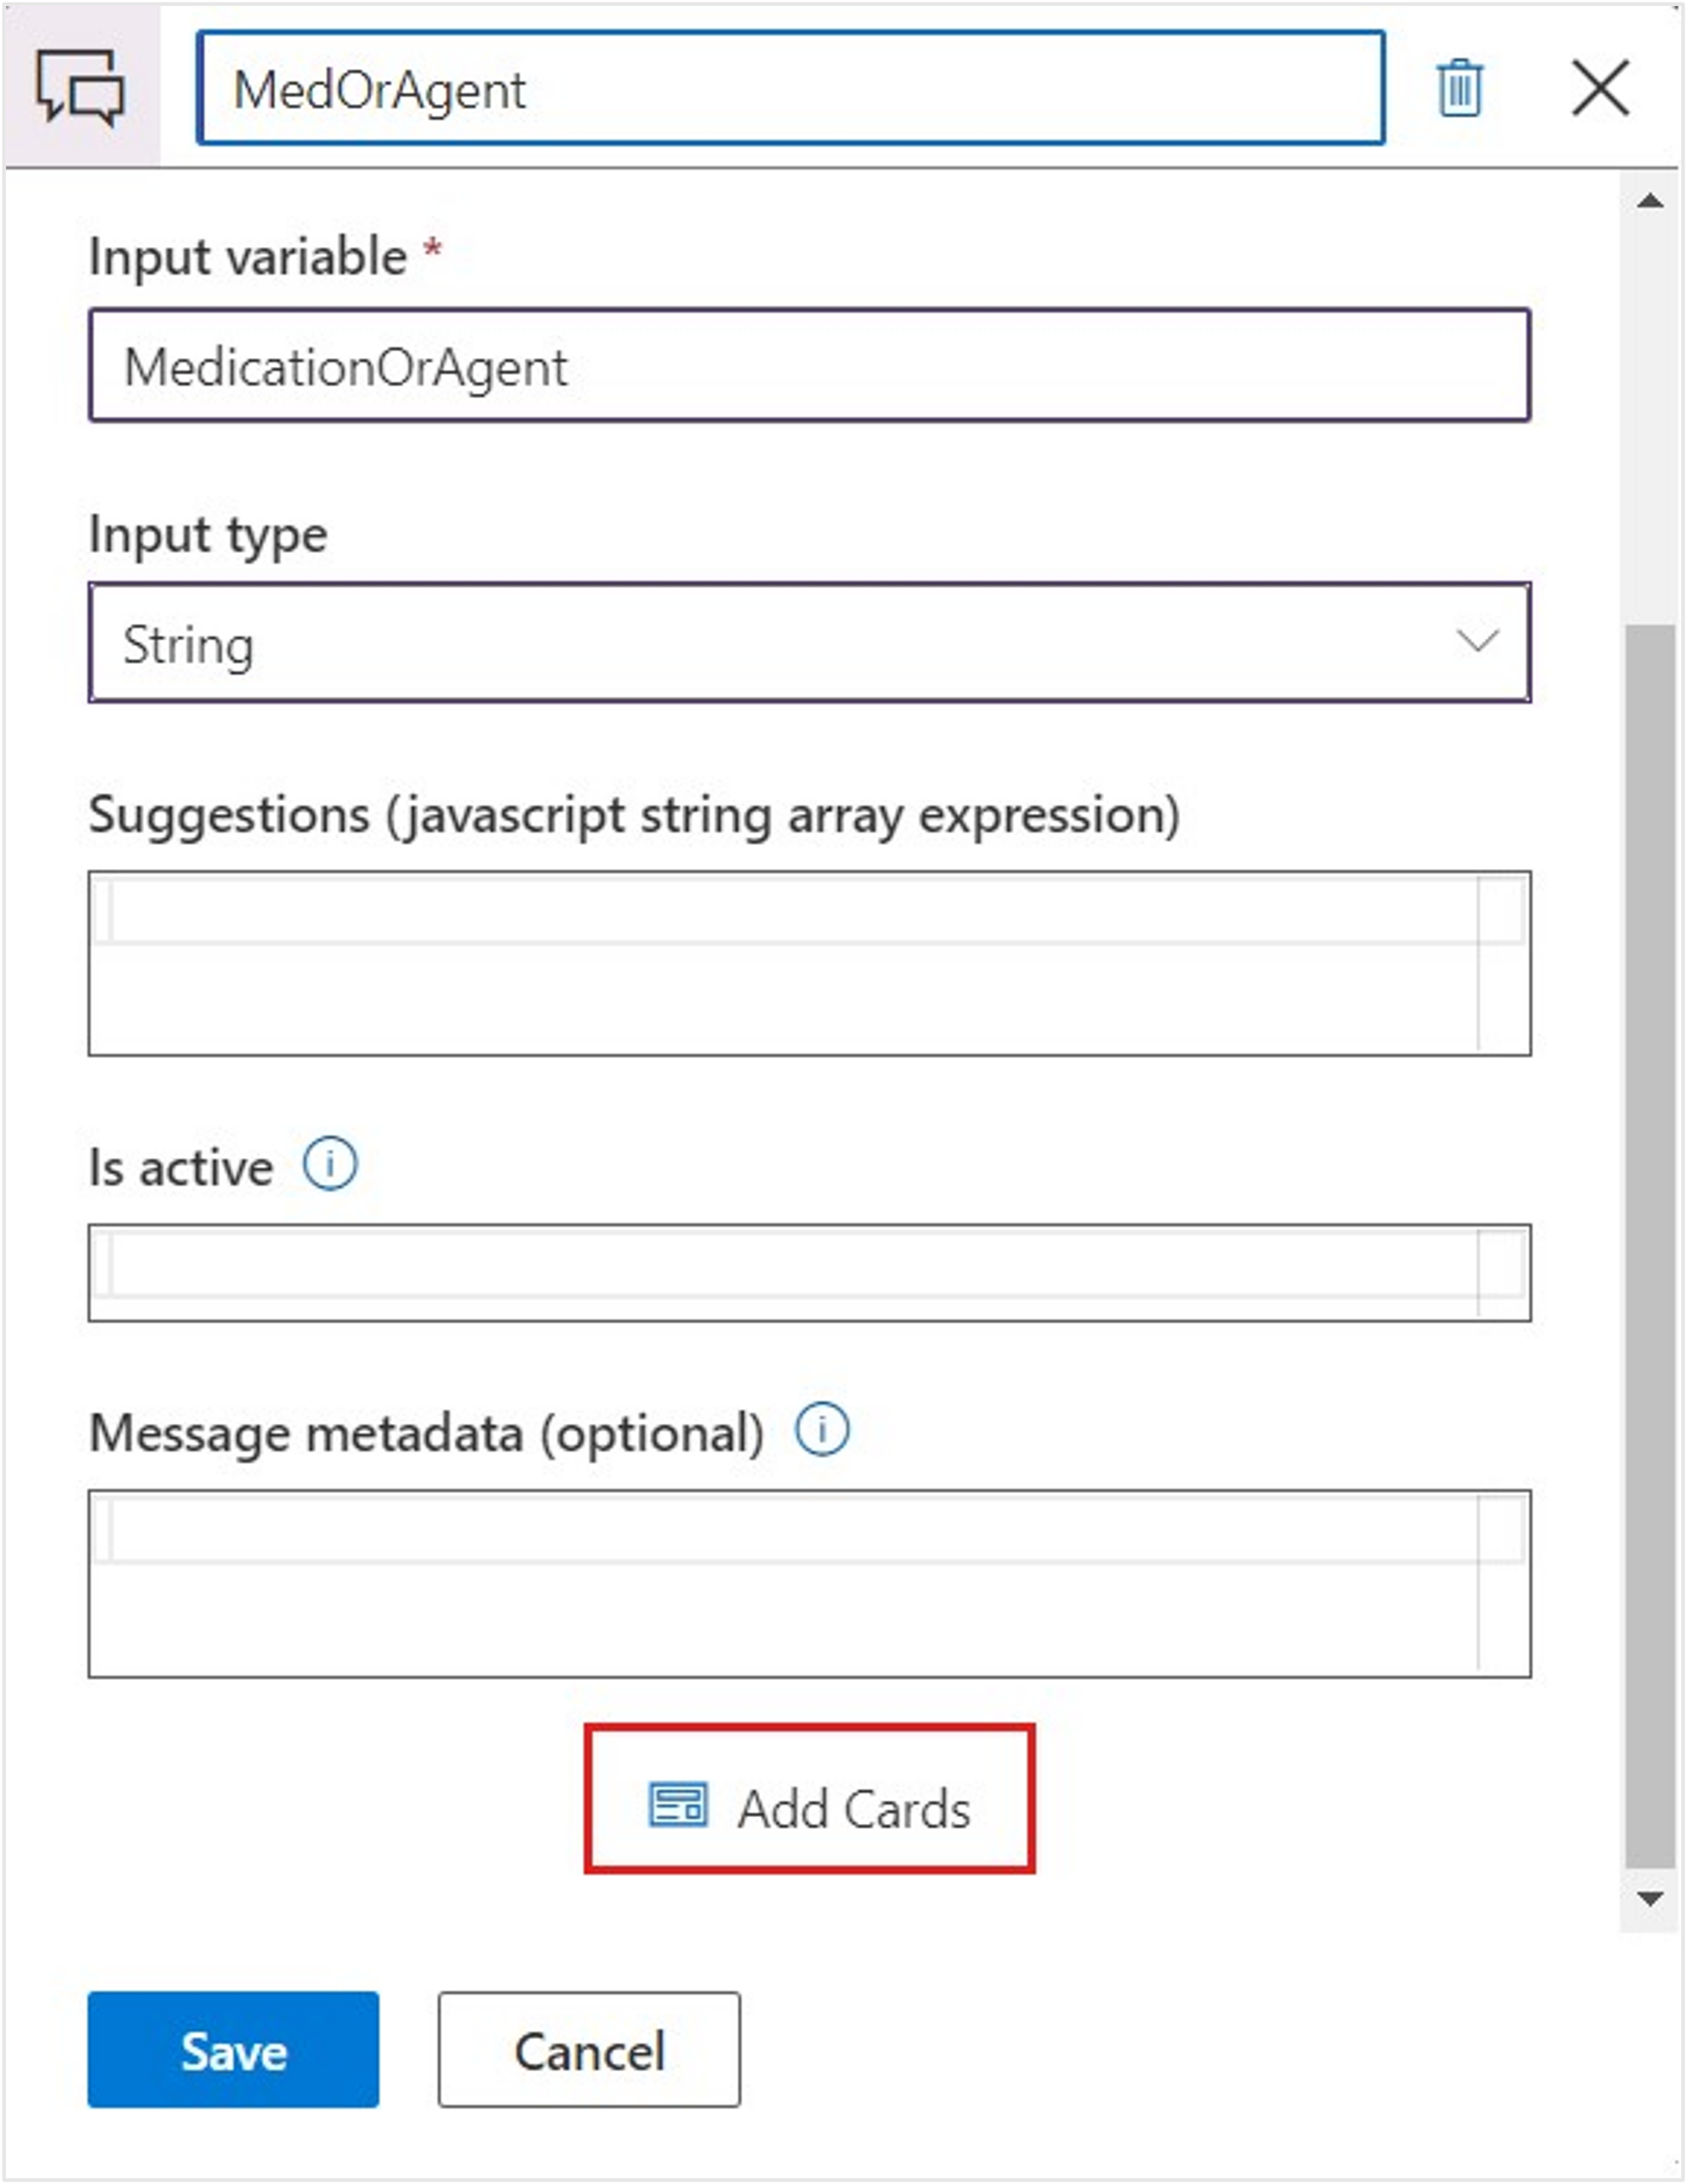 MedOrAgent
Input variable *
MedicationOrAgent
Input type
String
Suggestions (javascript string array expression)
Is active
Message metadata (optional)
Add Cards
Save Cancel